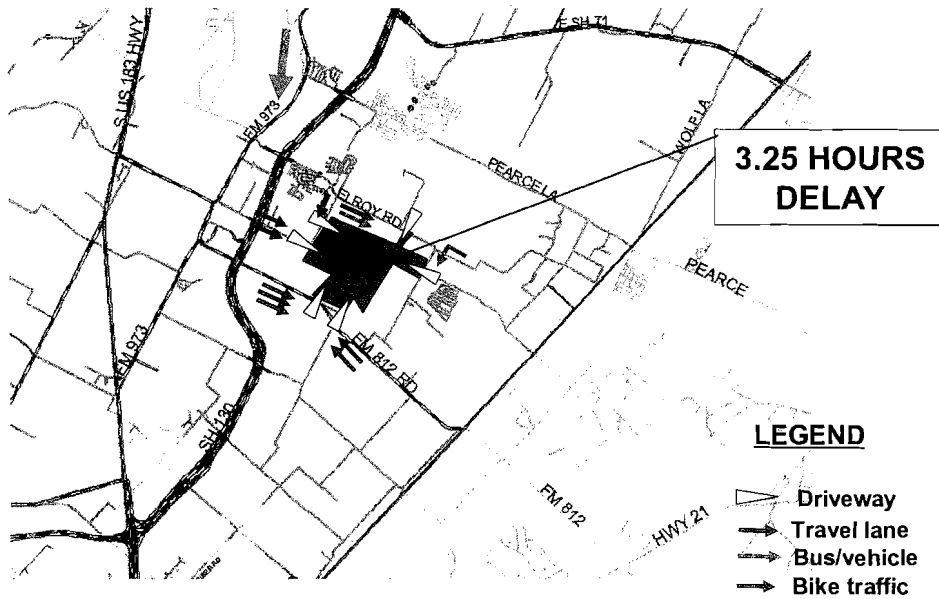 E SH 71
S US 183 HWY
FM 973
WOLF LA
3.25 HOURS
DELAY
PEARCE LA
ELROY RD
PEARCE
FM 973
FM 812 RD
SH 130
LEGEND
FM 812
HWY 21
Driveway
Travel lane
Bus/vehicle
Bike traffic